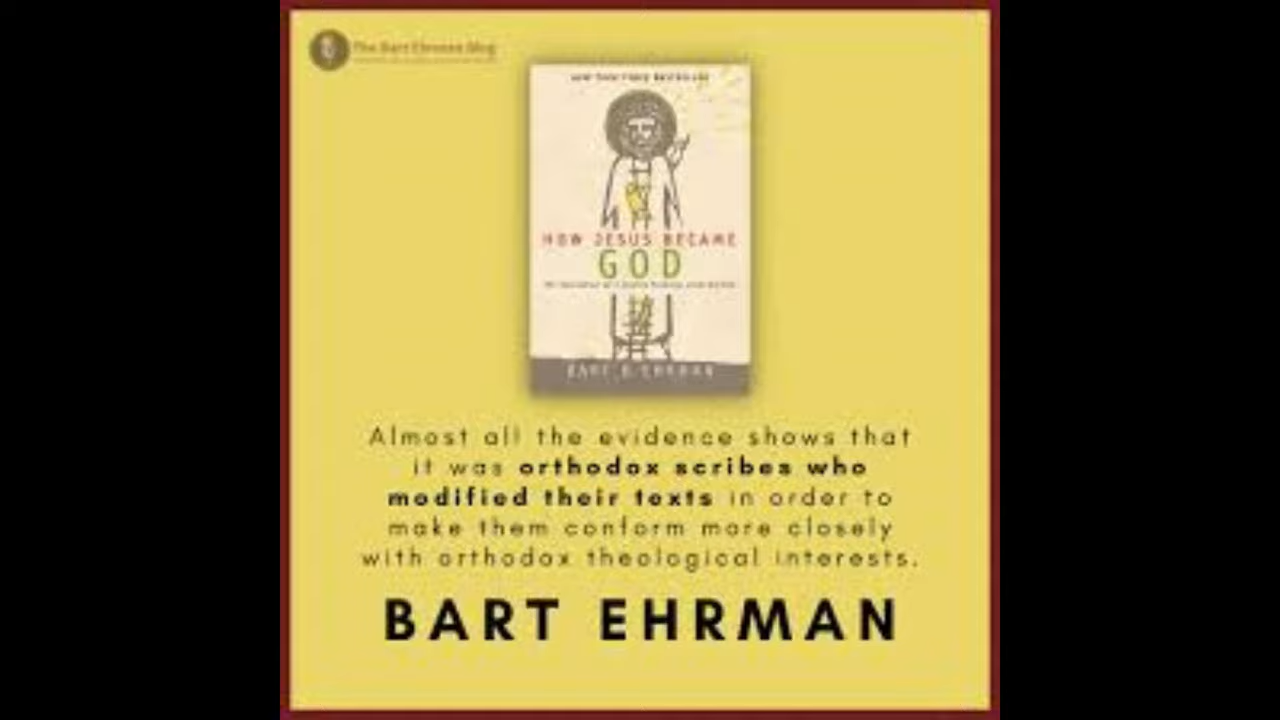 The Bart Ehrman Blog
NEW YORK TIMES BESTSELLER
HOW JESUS BECAME
GOD
BART D. EHRMAN
Almost all the evidence shows that
it was orthodox scribes who
modified their texts in order to
make them conform more closely
with orthodox theological interests.
BART EHRMAN